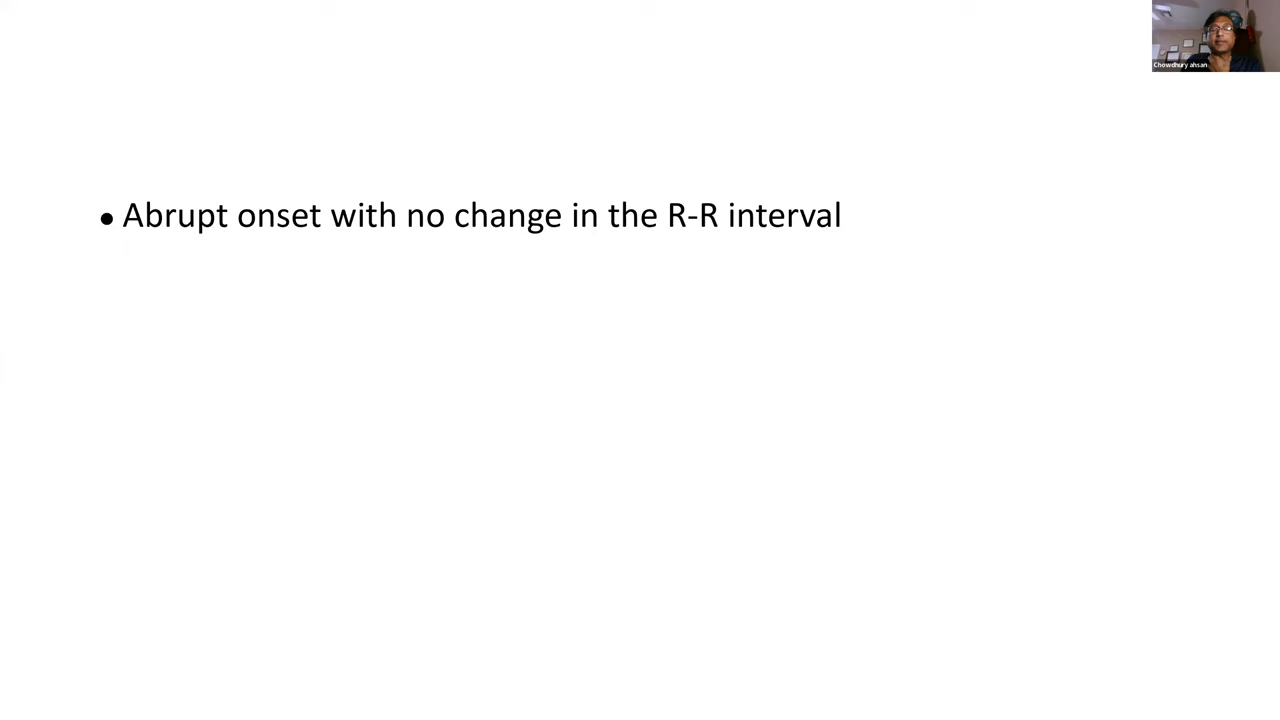 Chowdhury ahsan
● Abrupt onset with no change in the R-R interval